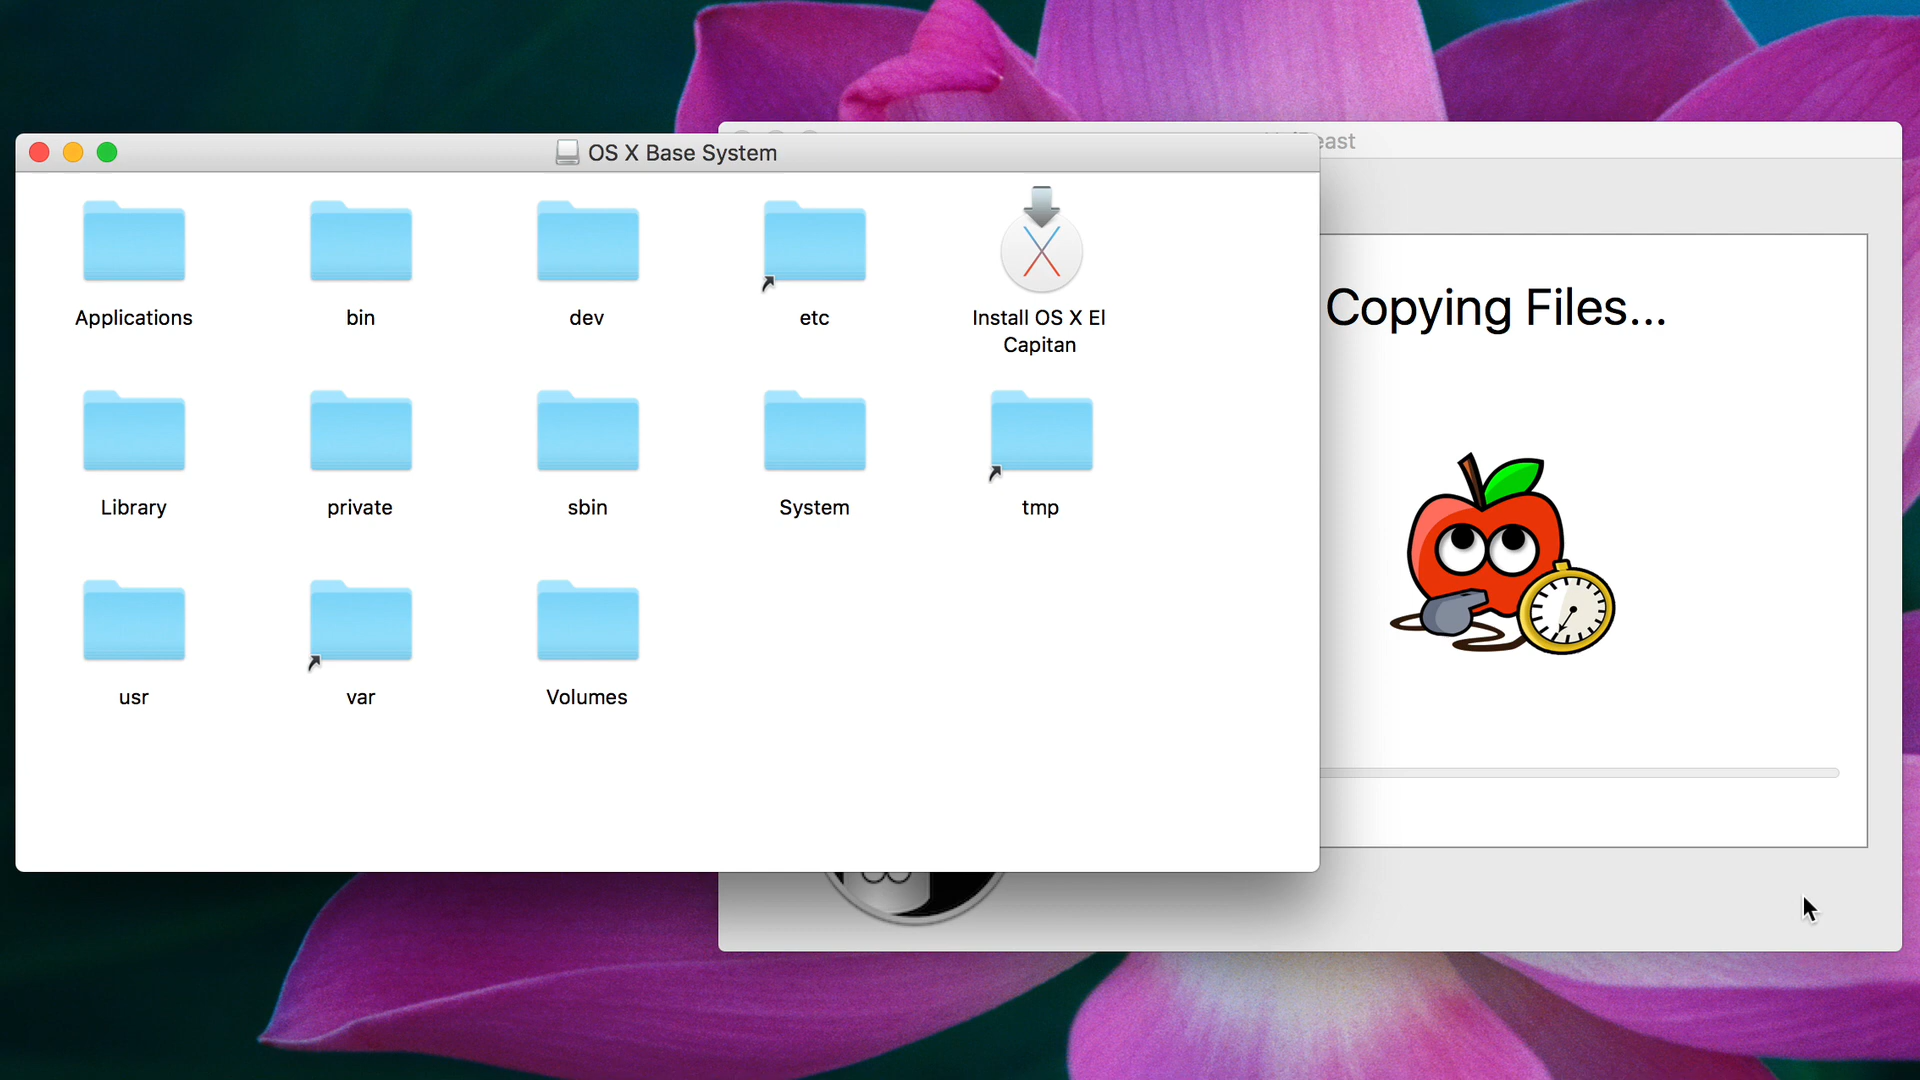 OS X Base System
Applications
bin
dev
etc
Install OS X El
Capitan
Library
private
sbin
System
tmp
usr
var
Volumes
Copying Files...